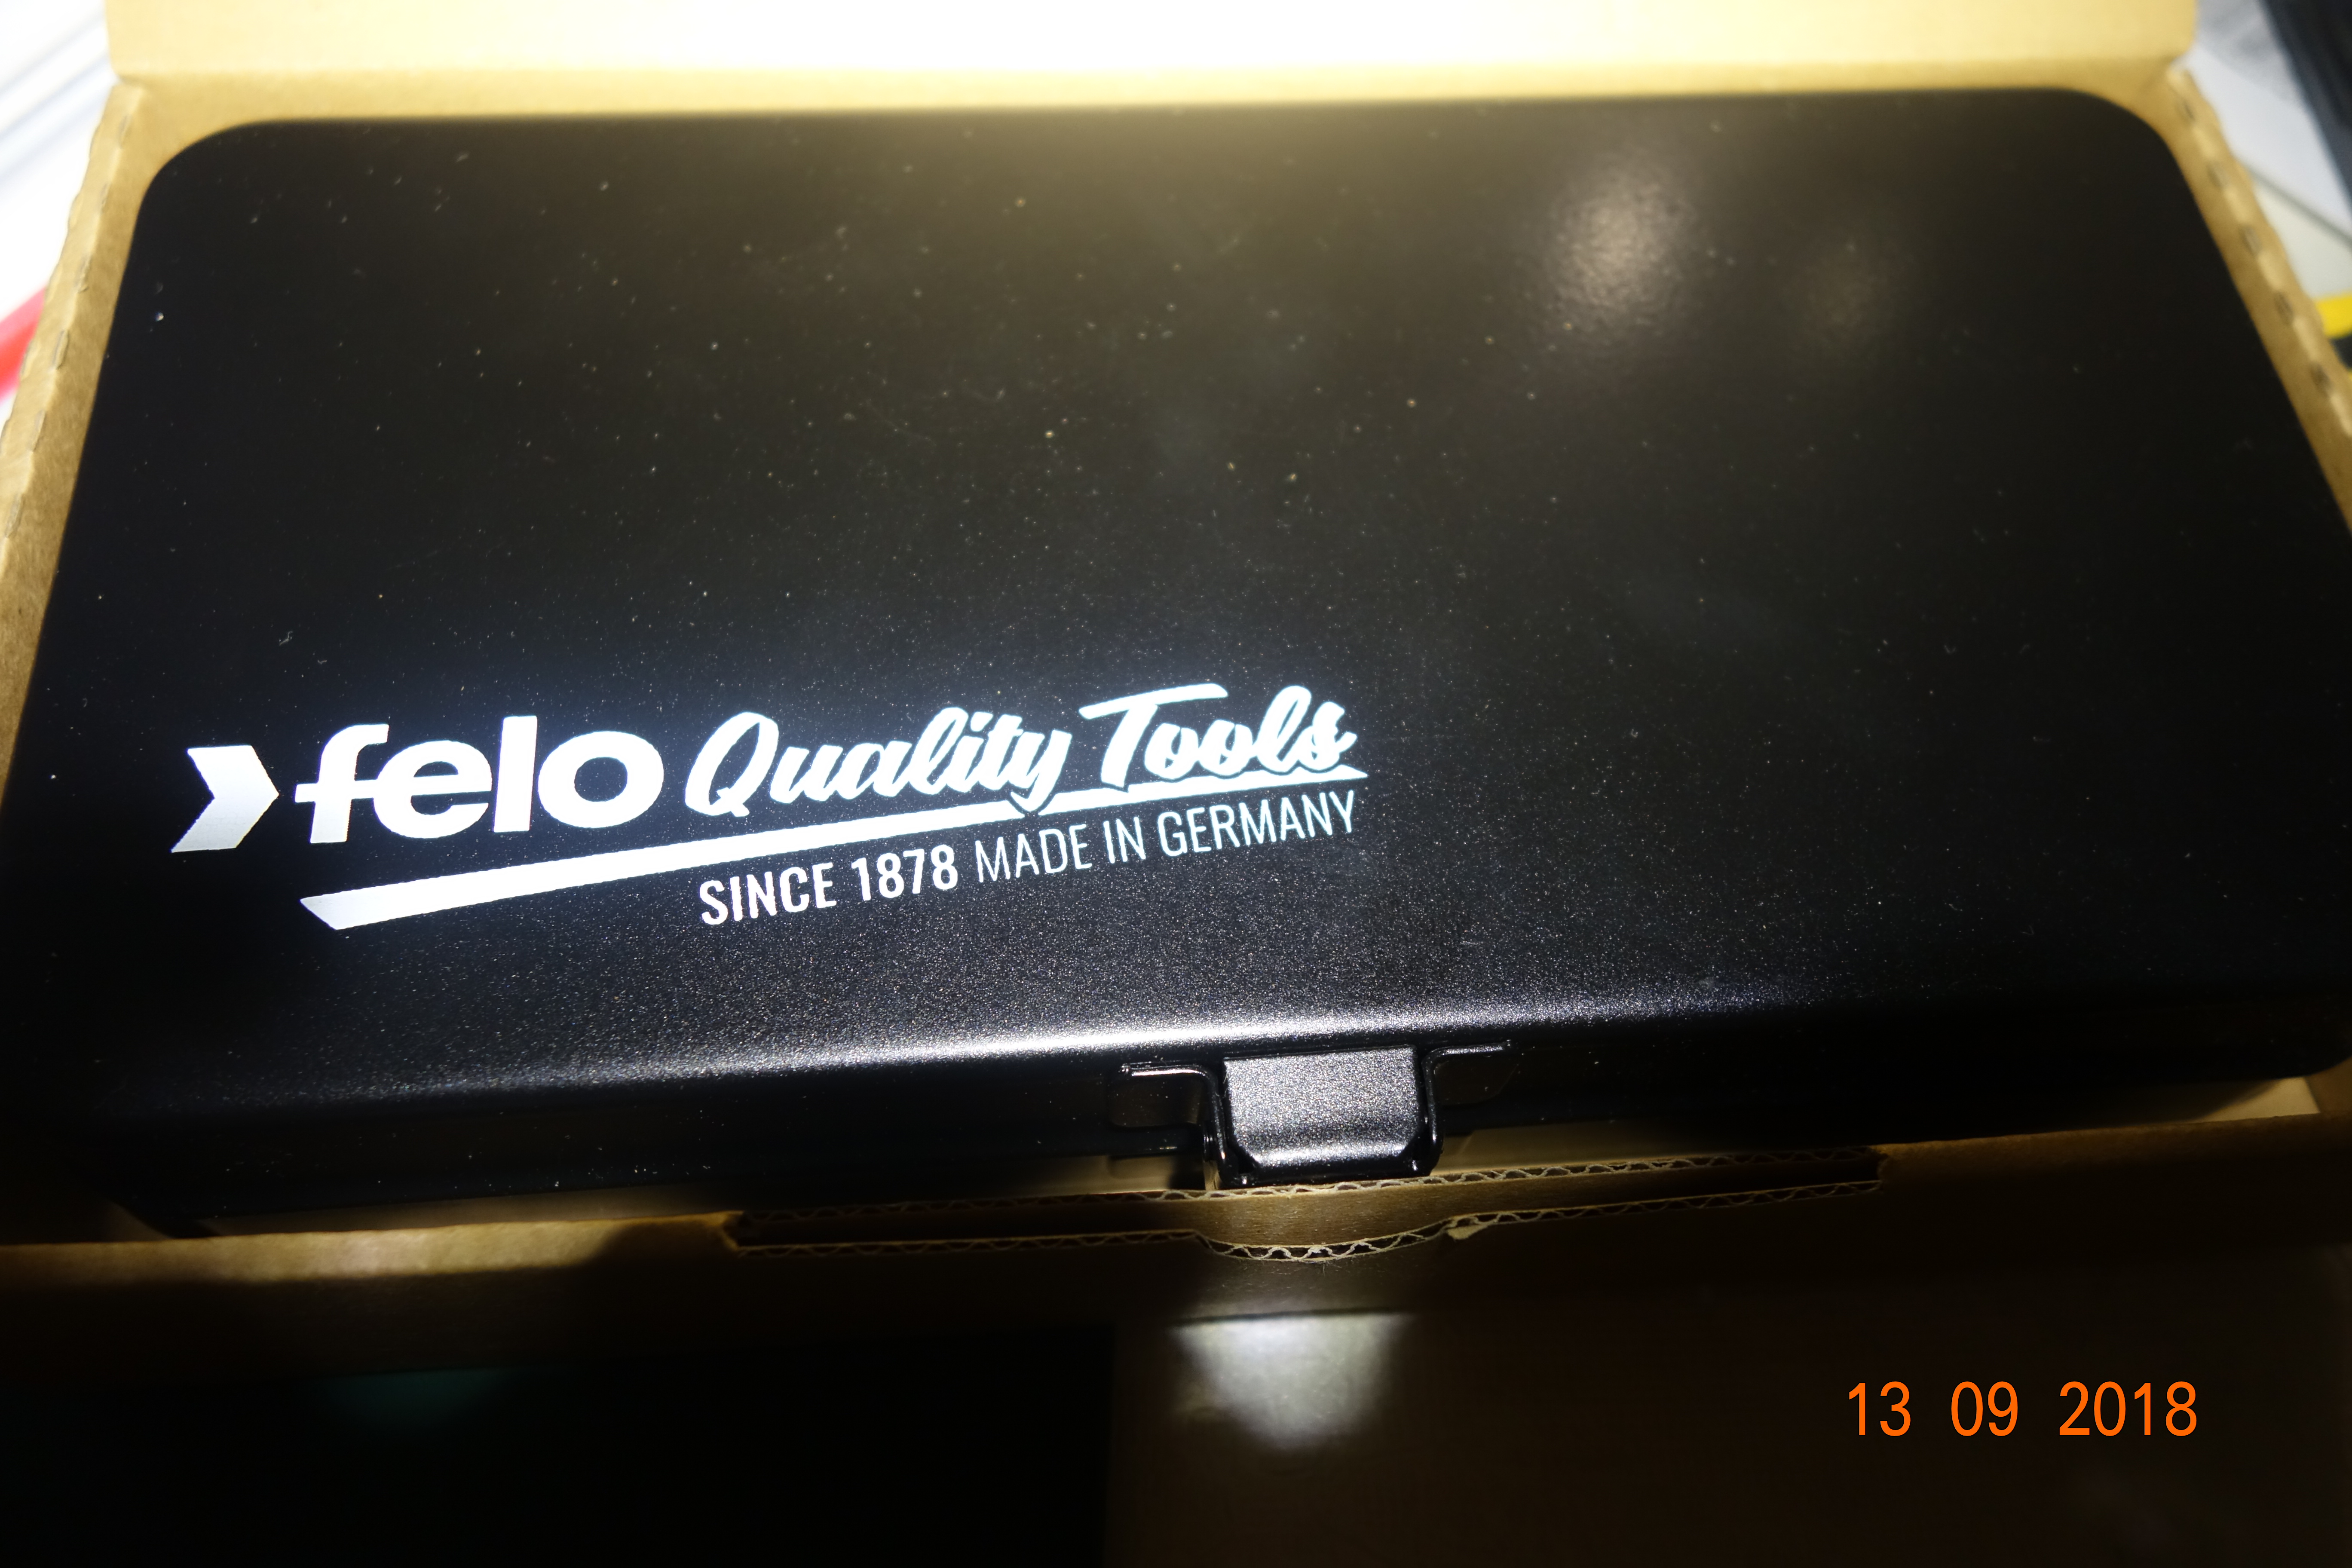 felo Quality Tools
SINCE 1878 MADE IN GERMANY
13 09 2018